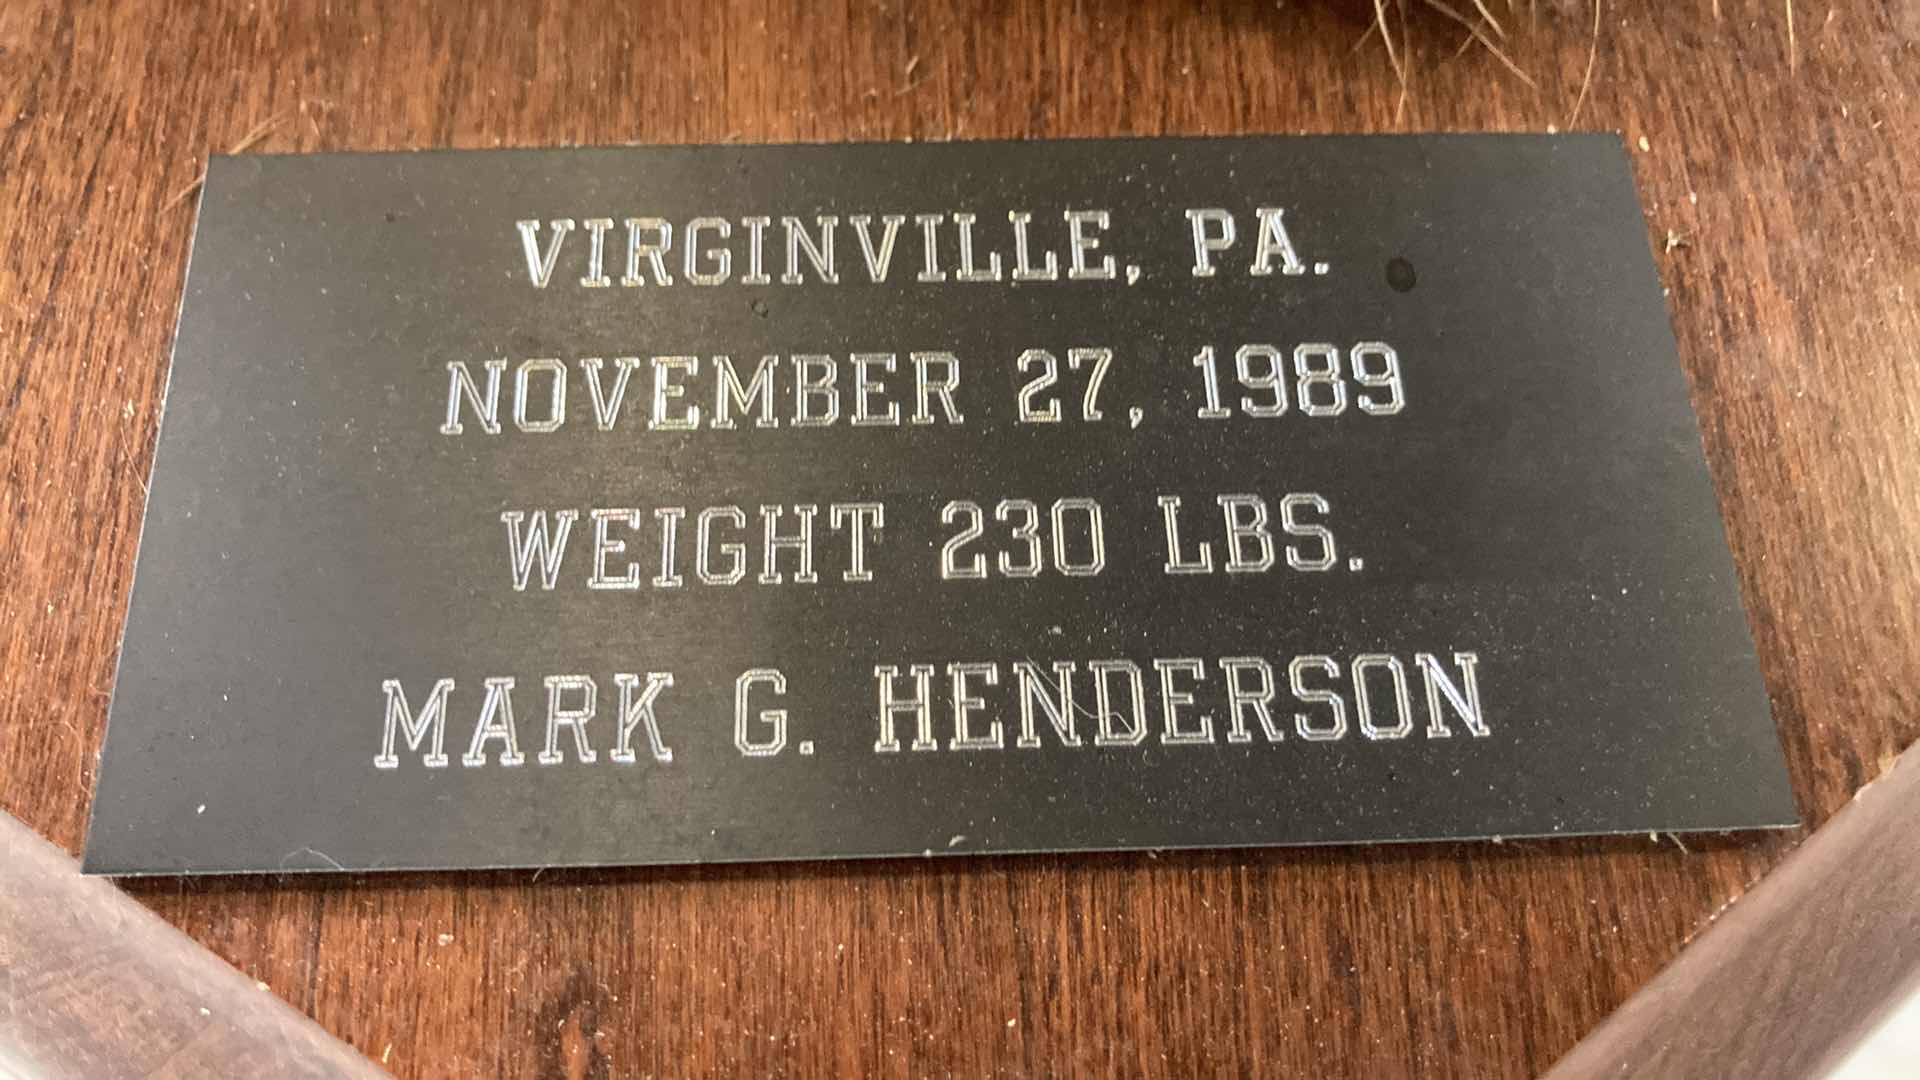 VIRGINVILLE, PA.
NOVEMBER 27, 1989
WEIGHT 230 LBS.
MARK G. HENDERSON